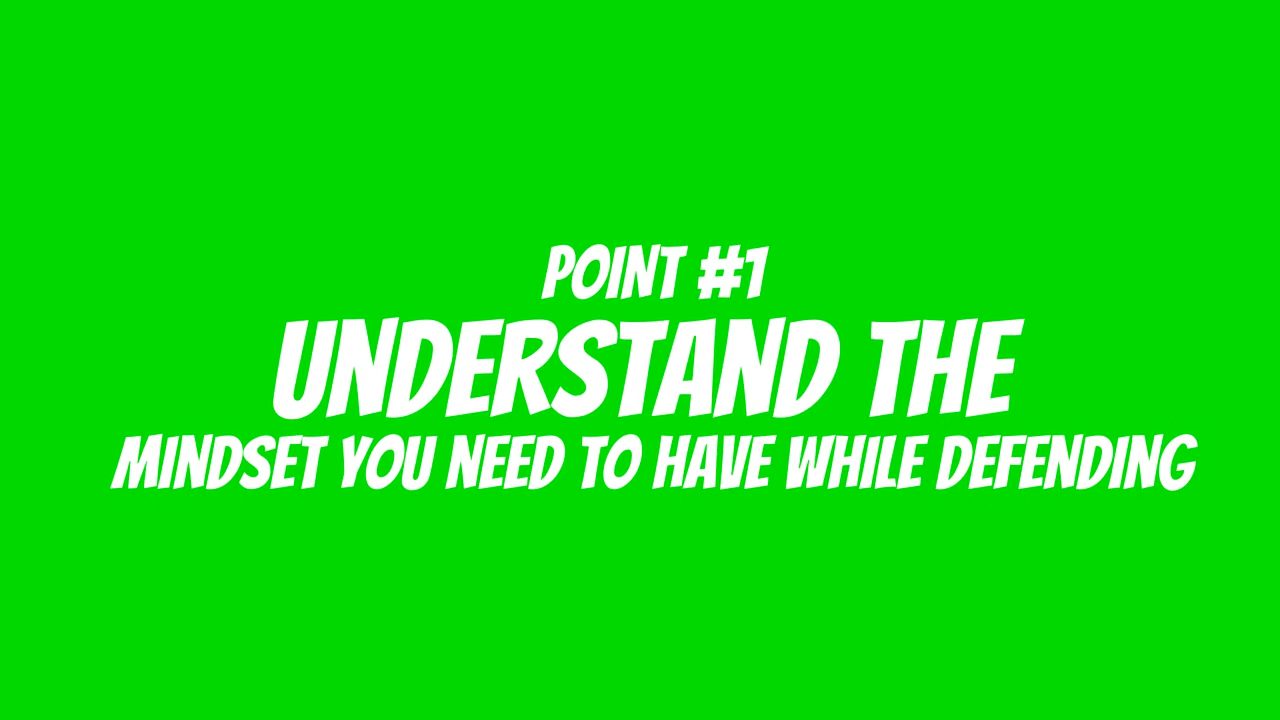 POINT #1
UNDERSTAND THE
MINDSET YOU NEED TO HAVE WHILE DEFENDING